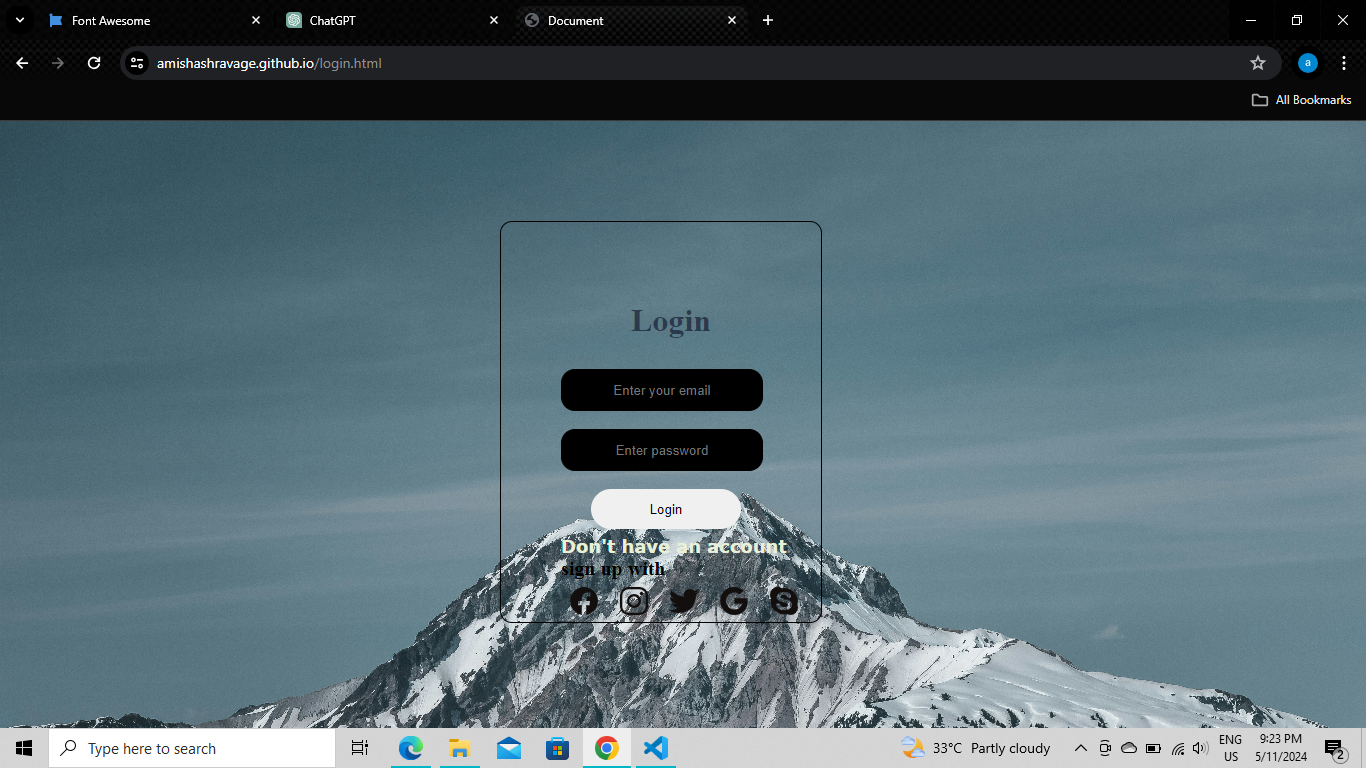 Font Awesome
ChatGPT
Document
amishashravage.github.io/login.html
a
All Bookmarks
Login
Enter your email
Enter password
Login
Don't have an account
sign up with
Type here to search
33°C Partly cloudy
ENG
US
9:23 PM
5/11/2024
2